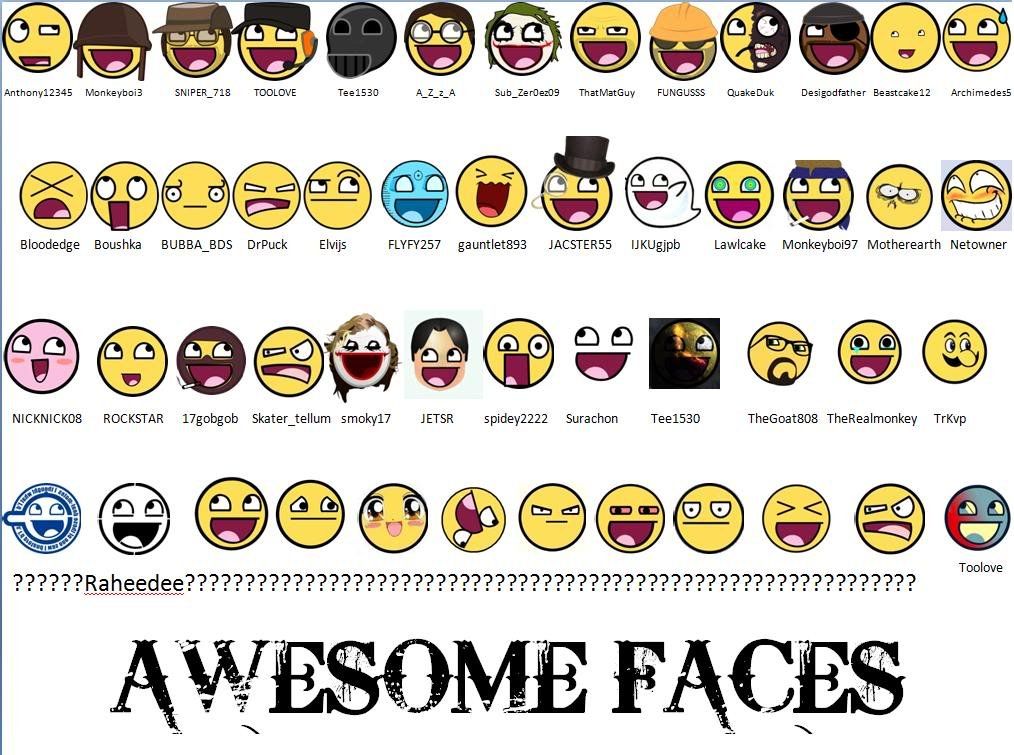 Anthony12345 Monkeyboi3 SNIPER_718 TOOLOVE Tee1530 A_Z_z_A Sub_Zer0ez09 ThatMatGuy FUNGUSSS QuakeDuk Desigodfather Beastcake12 Archimedes5
Bloodedge Boushka BUBBA_BDS DrPuck Elvijs FLYFY257 gauntlet893 JACSTER55 IJKUgjpb Lawlcake Monkeyboi97 Motherearth Netowner
NICKNICK08 ROCKSTAR 17gobgob Skater_tellum smoky17 JETSR spidey2222 Surachon Tee1530 TheGoat808 TheRealmonkey TrKvp
Toolove
??????Raheedee?????????????????????????????????????????????????????????????
AWESOME FACES